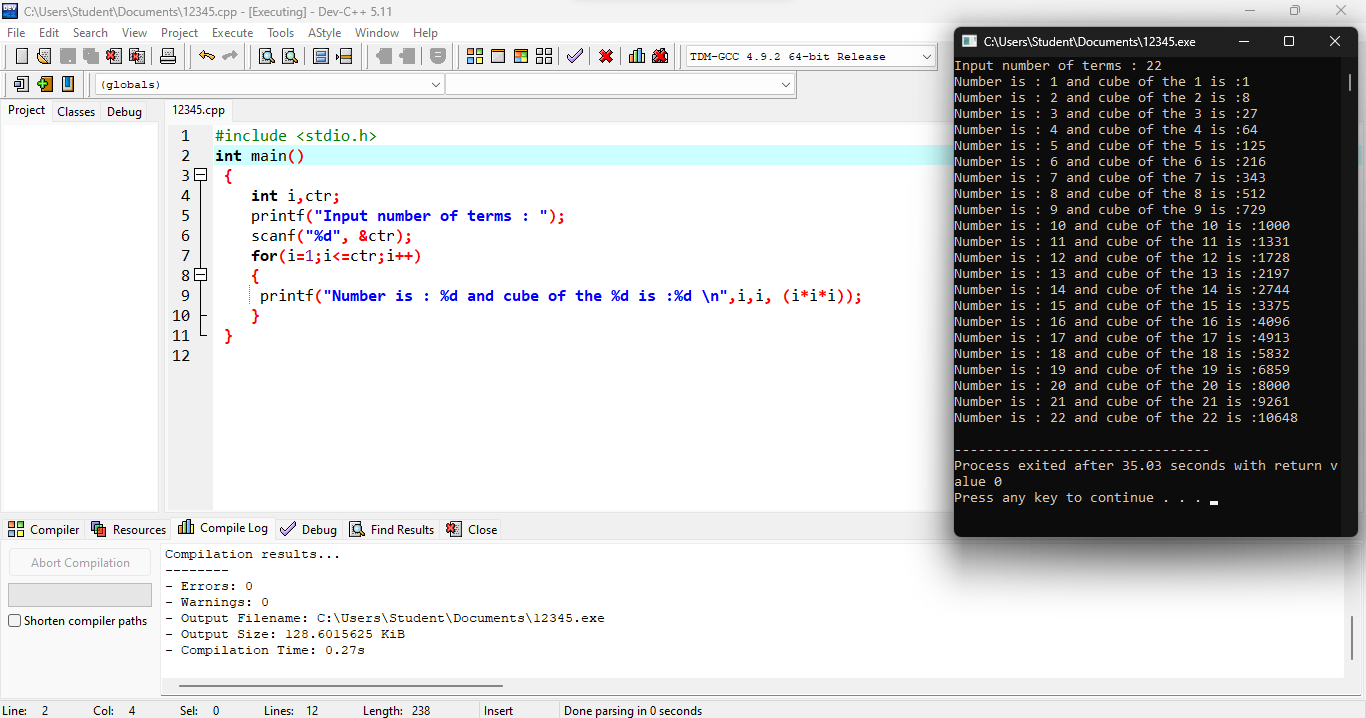 C:\Users\Student\Documents\12345.cpp - [Executing] - Dev-C++ 5.11
File Edit Search View Project Execute Tools AStyle Window Help
TDM-GCC 4.9.2 64-bit Release
(globals)
Project Classes Debug
12345.cpp
1 #include <stdio.h>
2 int main()
3 {
4 int i,ctr;
5 printf("Input number of terms : ");
6 scanf("%d", &ctr);
7 for(i=1;i<=ctr;i++)
8 {
9 printf("Number is : %d and cube of the %d is :%d \n",i,i, (i*i*i));
10 }
11 }
12
C:\Users\Student\Documents\12345.exe
Input number of terms : 22
Number is : 1 and cube of the 1 is :1
Number is : 2 and cube of the 2 is :8
Number is : 3 and cube of the 3 is :27
Number is : 4 and cube of the 4 is :64
Number is : 5 and cube of the 5 is :125
Number is : 6 and cube of the 6 is :216
Number is : 7 and cube of the 7 is :343
Number is : 8 and cube of the 8 is :512
Number is : 9 and cube of the 9 is :729
Number is : 10 and cube of the 10 is :1000
Number is : 11 and cube of the 11 is :1331
Number is : 12 and cube of the 12 is :1728
Number is : 13 and cube of the 13 is :2197
Number is : 14 and cube of the 14 is :2744
Number is : 15 and cube of the 15 is :3375
Number is : 16 and cube of the 16 is :4096
Number is : 17 and cube of the 17 is :4913
Number is : 18 and cube of the 18 is :5832
Number is : 19 and cube of the 19 is :6859
Number is : 20 and cube of the 20 is :8000
Number is : 21 and cube of the 21 is :9261
Number is : 22 and cube of the 22 is :10648
--------------------------------
Process exited after 35.03 seconds with return v
alue 0
Press any key to continue . . .
Compiler Resources Compile Log Debug Find Results Close
Abort Compilation
Shorten compiler paths
Compilation results...
--------
- Errors: 0
- Warnings: 0
- Output Filename: C:\Users\Student\Documents\12345.exe
- Output Size: 128.6015625 KiB
- Compilation Time: 0.27s
Line: 2 Col: 4 Sel: 0 Lines: 12 Length: 238 Insert Done parsing in 0 seconds